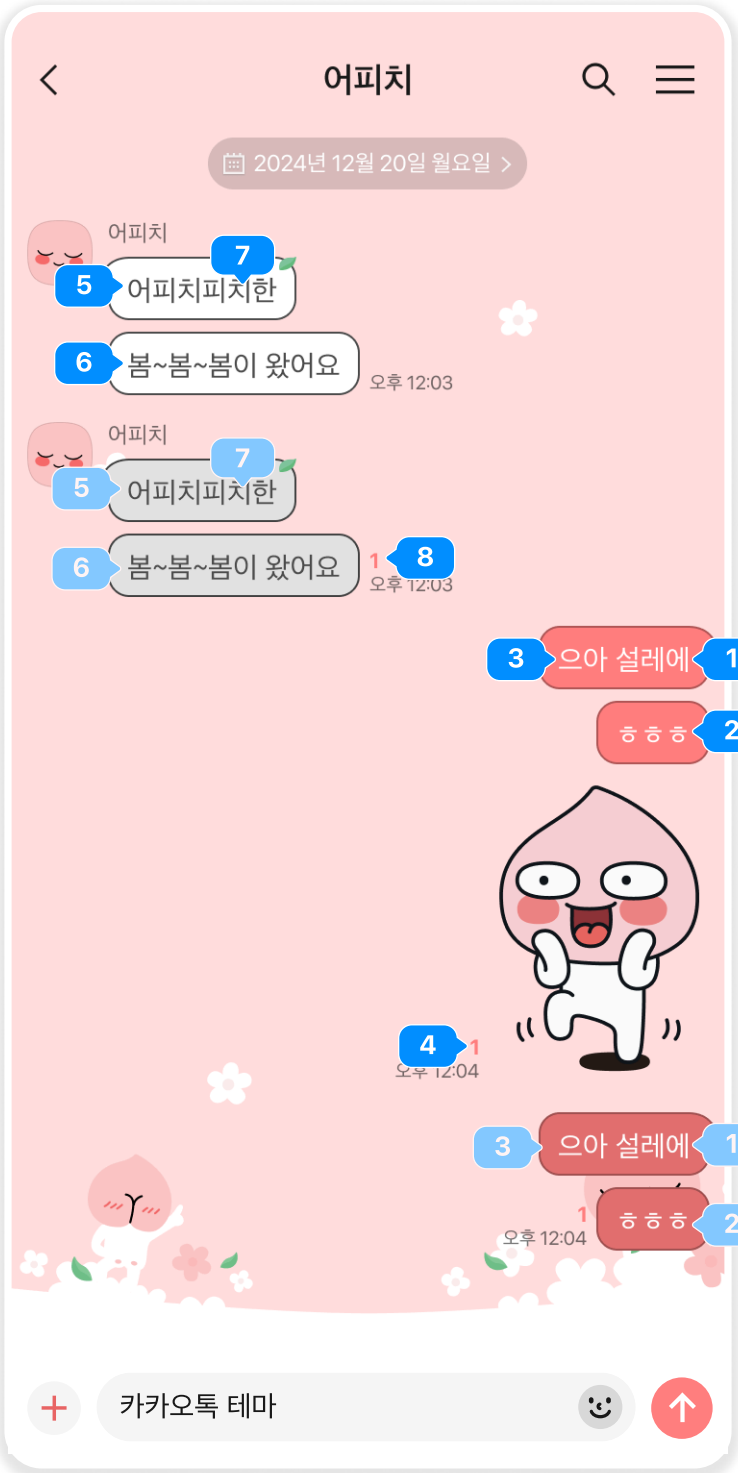 어피치
2024년 12월 20일 월요일
어피치
7
5 어피치피치한
6 봄~봄~봄이 왔어요
오후 12:03
어피치
7
5 어피치피치한
6 봄~봄~봄이 왔어요 1 8
오후 12:03
3 으아 설레에 1
ㅎㅎㅎ 2
4 1
오후 12:04
3 으아 설레에 1
1
ㅎㅎㅎ 2
오후 12:04
카카오톡 테마